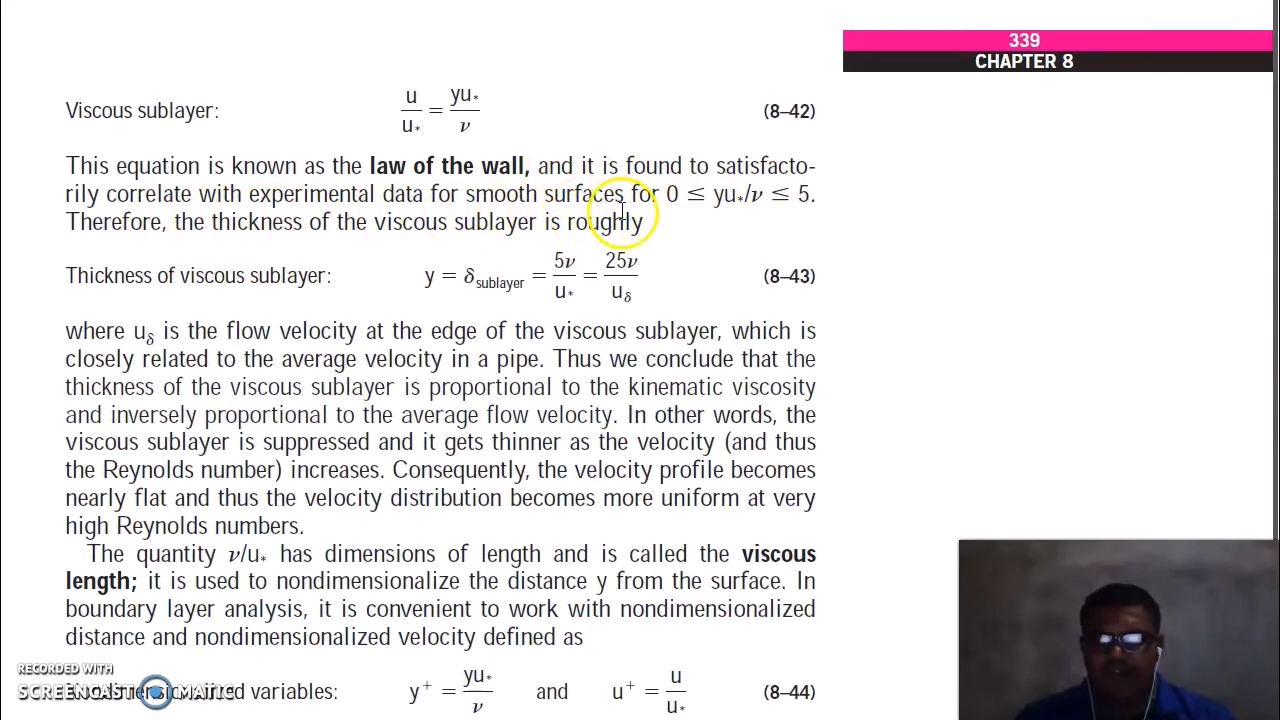 339
CHAPTER 8
Viscous sublayer: u/u* = yu*/ν (8–42)
This equation is known as the law of the wall, and it is found to satisfacto-
rily correlate with experimental data for smooth surfaces for 0 ≤ yu*/ν ≤ 5.
Therefore, the thickness of the viscous sublayer is roughly
Thickness of viscous sublayer: y = δsublayer = 5ν/u* = 25ν/uδ (8–43)
where uδ is the flow velocity at the edge of the viscous sublayer, which is
closely related to the average velocity in a pipe. Thus we conclude that the
thickness of the viscous sublayer is proportional to the kinematic viscosity
and inversely proportional to the average flow velocity. In other words, the
viscous sublayer is suppressed and it gets thinner as the velocity (and thus
the Reynolds number) increases. Consequently, the velocity profile becomes
nearly flat and thus the velocity distribution becomes more uniform at very
high Reynolds numbers.
The quantity ν/u* has dimensions of length and is called the viscous
length; it is used to nondimensionalize the distance y from the surface. In
boundary layer analysis, it is convenient to work with nondimensionalized
distance and nondimensionalized velocity defined as
RECORDED WITH
SCREENCAST MATIC
variables: y⁺ = yu*/ν and u⁺ = u/u* (8–44)